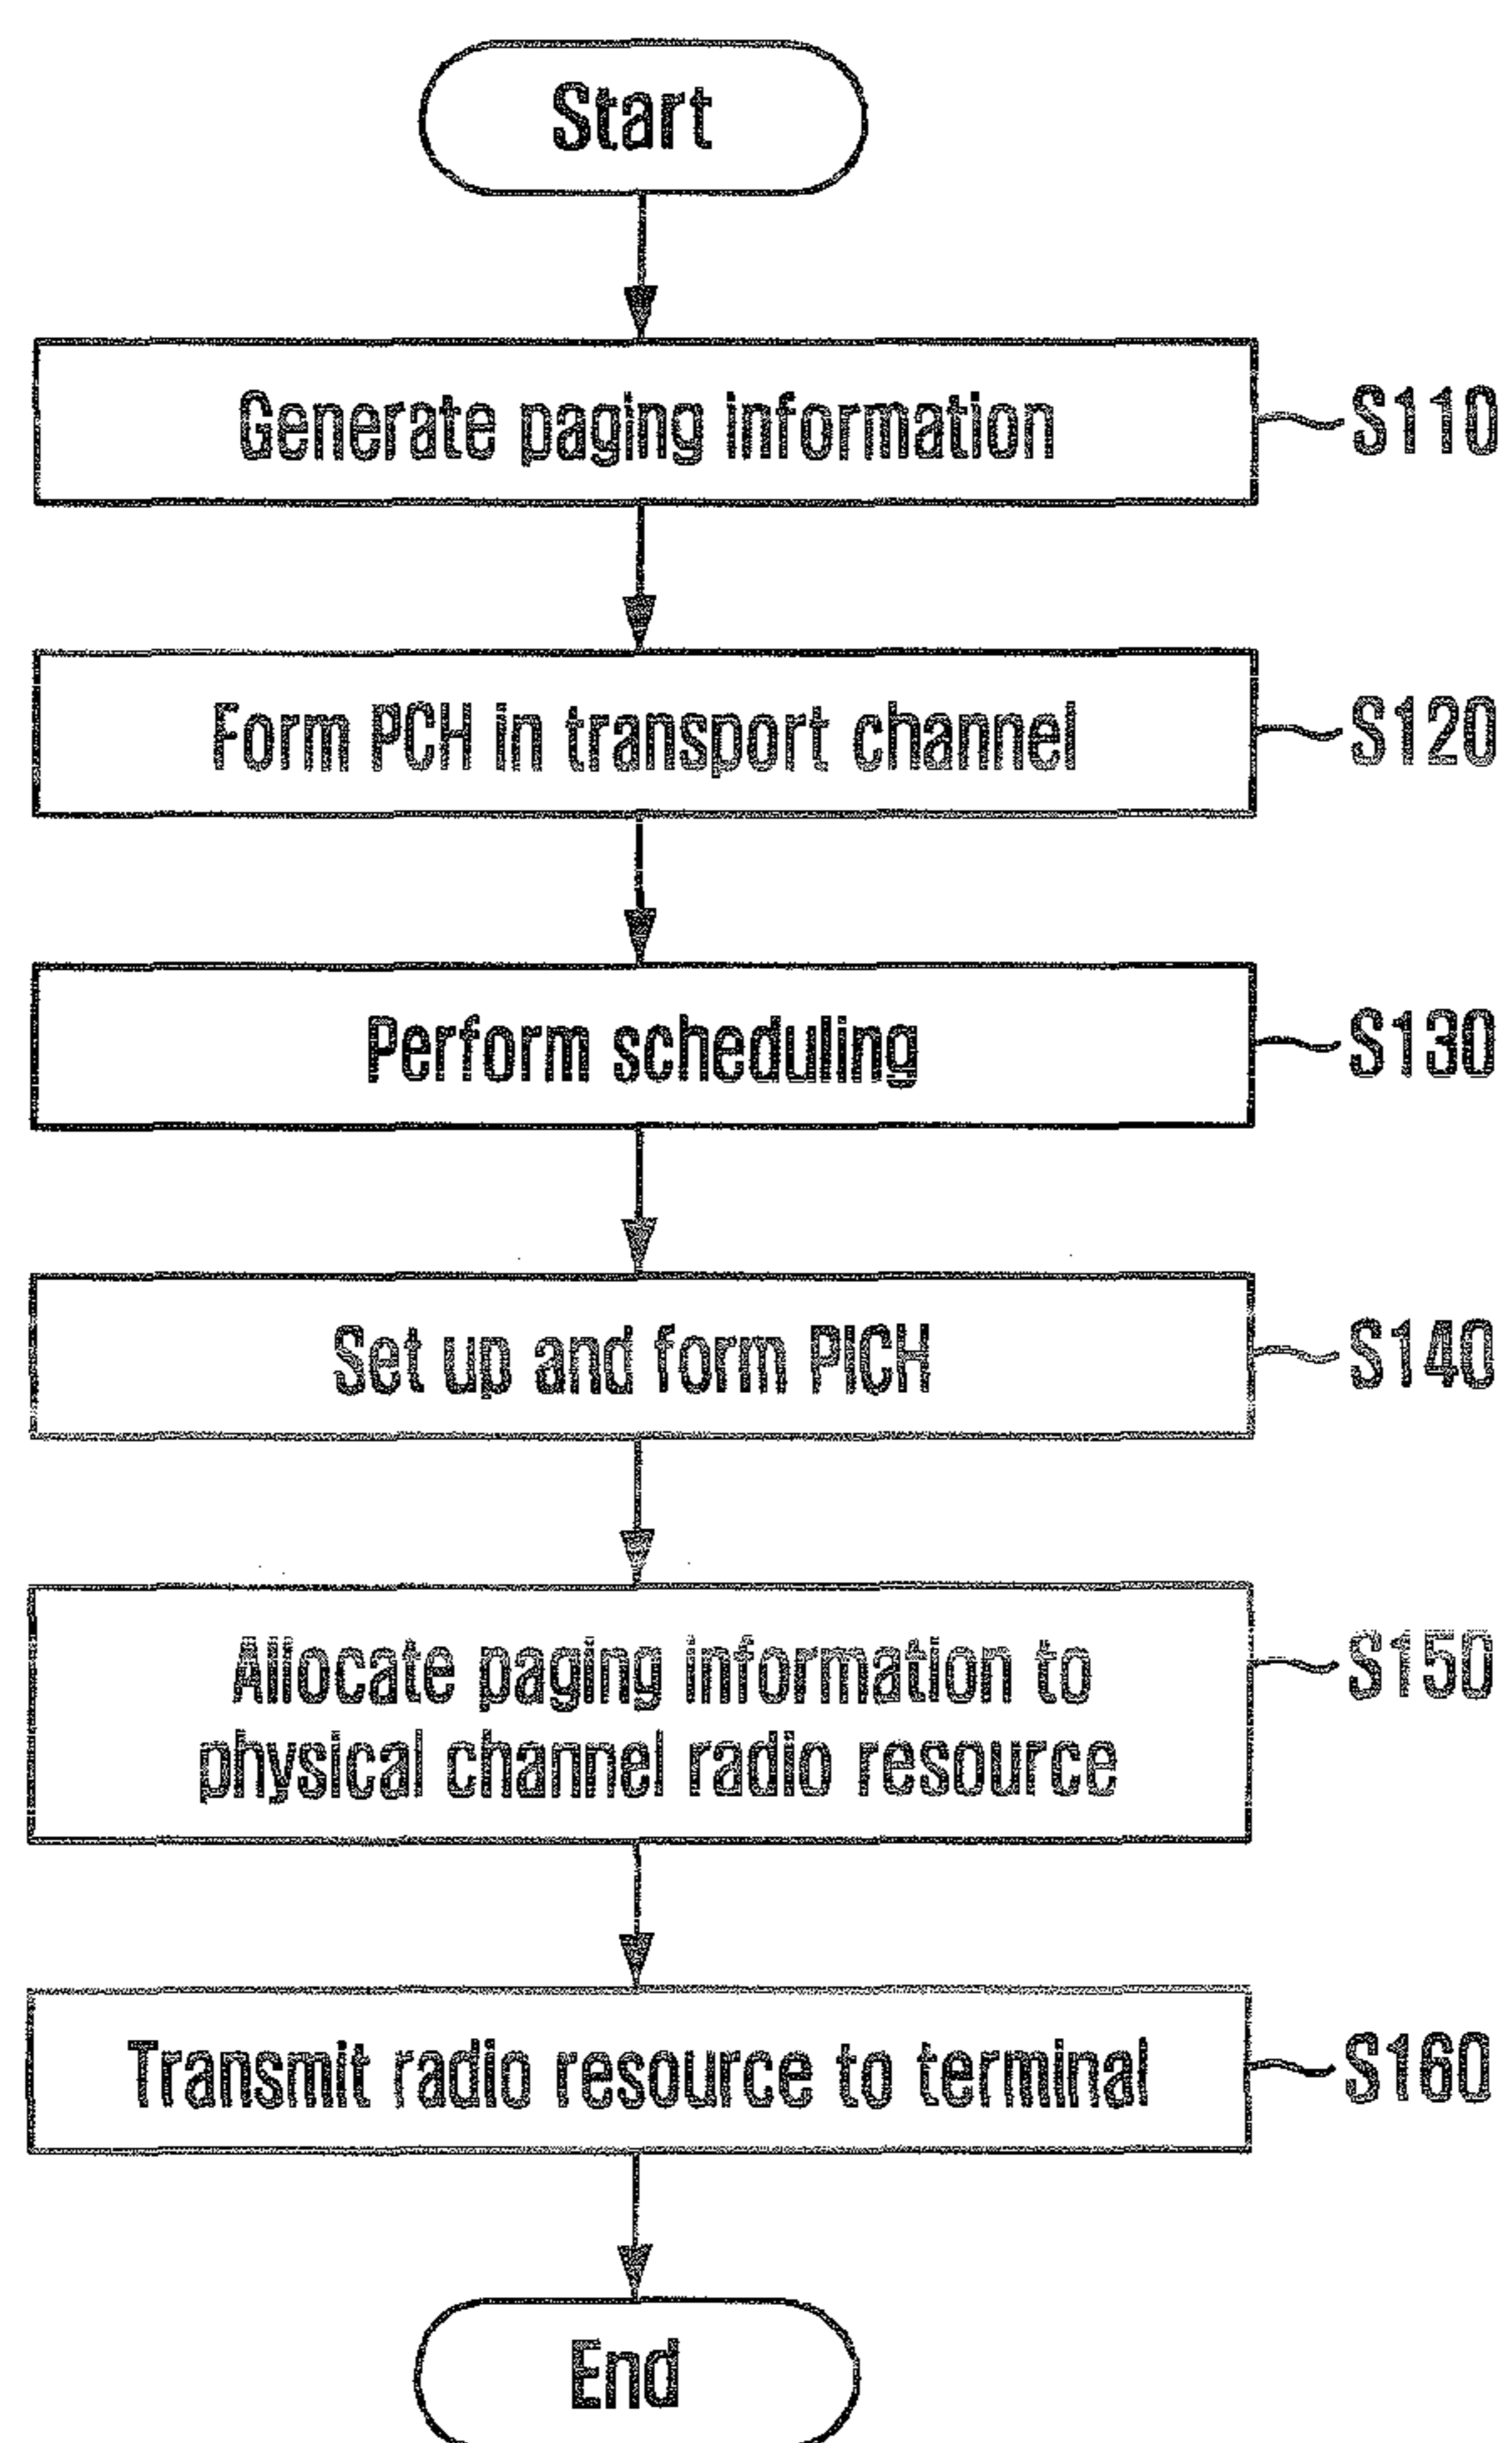 Start
Generate paging information
S110
Form PCH in transport channel
S120
Perform scheduling
S130
Set up and form PICH
S140
Allocate paging information to
physical channel radio resource
S150
Transmit radio resource to terminal
S160
End